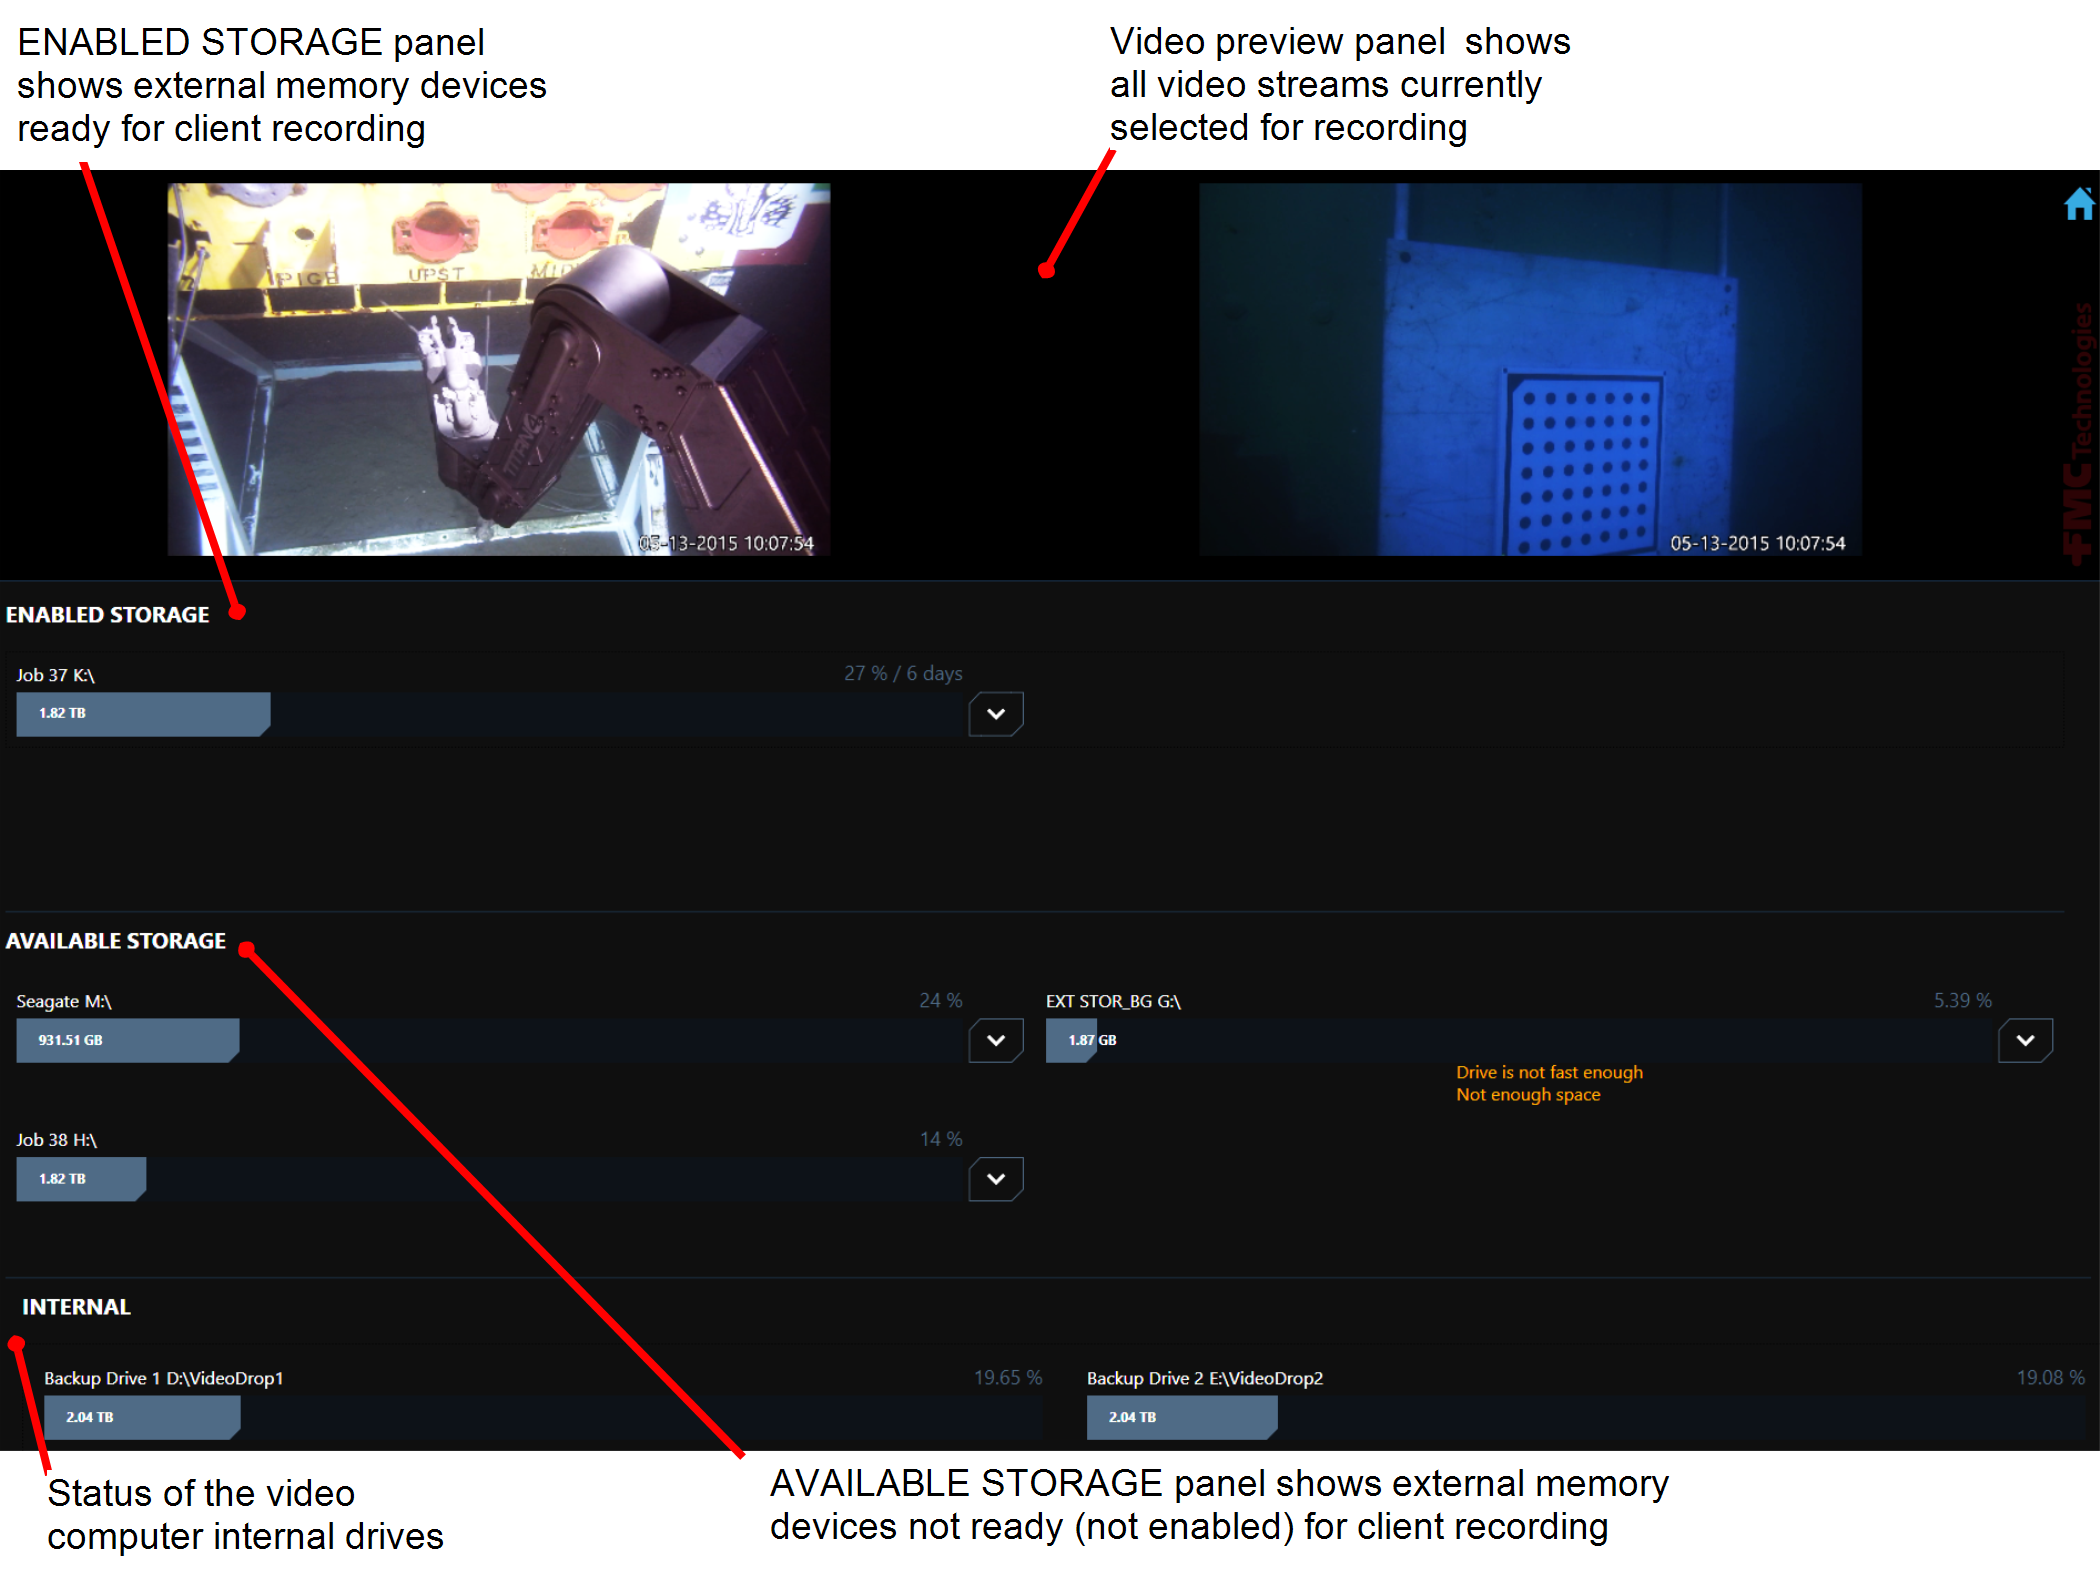 ENABLED STORAGE panel
shows external memory devices
ready for client recording
Video preview panel shows
all video streams currently
selected for recording
PIGB
UPST
MID
TITAN4
05-13-2015 10:07:54
05-13-2015 10:07:54
FMC Technologies
ENABLED STORAGE
Job 37 K:\
27 % / 6 days
1.82 TB
AVAILABLE STORAGE
Seagate M:\
24 %
931.51 GB
EXT STOR_BG G:\
5.39 %
1.87 GB
Drive is not fast enough
Not enough space
Job 38 H:\
14 %
1.82 TB
INTERNAL
Backup Drive 1 D:\VideoDrop1
19.65 %
2.04 TB
Backup Drive 2 E:\VideoDrop2
19.08 %
2.04 TB
Status of the video
computer internal drives
AVAILABLE STORAGE panel shows external memory
devices not ready (not enabled) for client recording